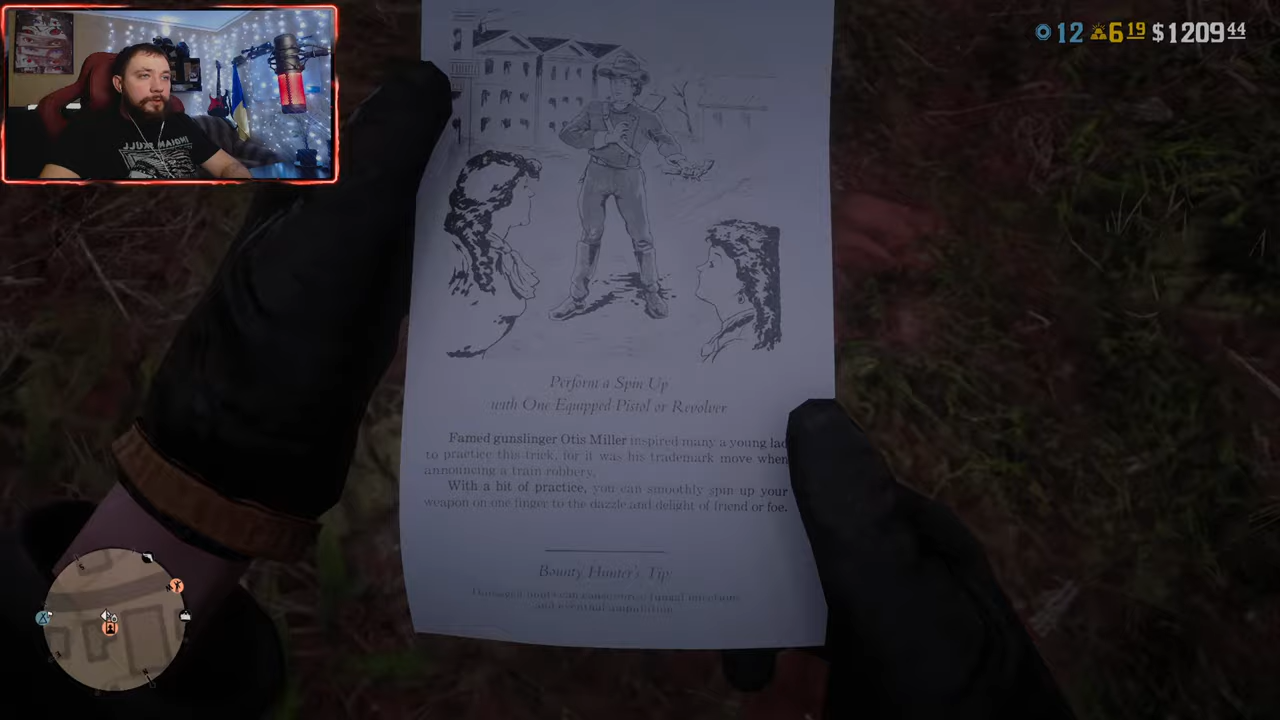 12 6 19 $1209 44
Perform a Spin Up
with One Equipped Pistol or Revolver
Famed gunslinger Otis Miller inspired many a young lad
to practice this trick, for it was his trademark move when
announcing a train robbery.
With a bit of practice, you can smoothly spin up your
weapon on one finger to the dazzle and delight of friend or foe.
Bounty Hunter's Tip: